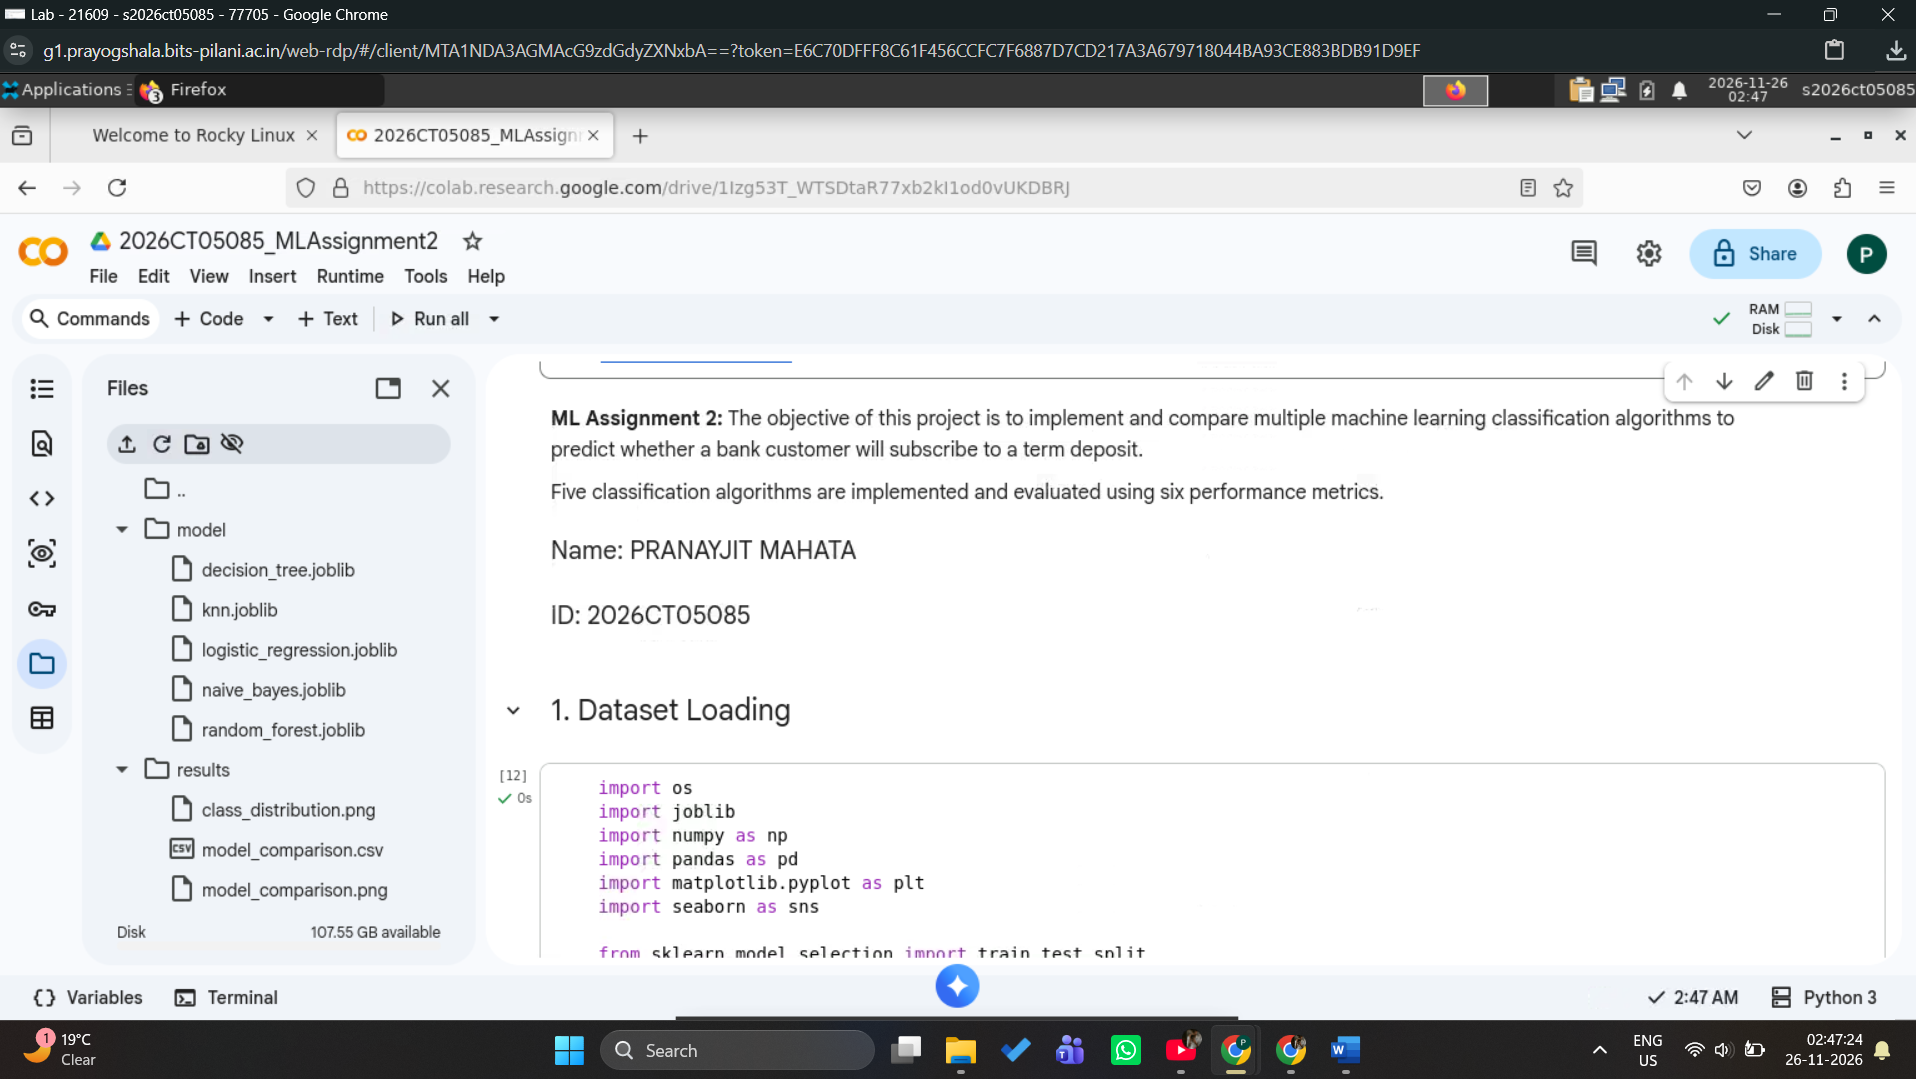 Lab - 21609 - s2026ct05085 - 77705 - Google Chrome
g1.prayogshala.bits-pilani.ac.in/web-rdp/#/client/MTA1NDA3AGMAcG9zdGdyZXNxbA==?token=E6C70DFFF8C61F456CCFC7F6887D7CD217A3A679718044BA93CE883BDB91D9EF
Applications Firefox 2026-11-26 02:47 s2026ct05085
Welcome to Rocky Linux 2026CT05085_MLAssignm
https://colab.research.google.com/drive/1Izg53T_WTSDtaR77xb2kI1od0vUKDBRJ
2026CT05085_MLAssignment2
File Edit View Insert Runtime Tools Help
Share P
Commands + Code + Text Run all
RAM
Disk
Files
..
model
decision_tree.joblib
knn.joblib
logistic_regression.joblib
naive_bayes.joblib
random_forest.joblib
results
class_distribution.png
CSV model_comparison.csv
model_comparison.png
Disk 107.55 GB available
ML Assignment 2: The objective of this project is to implement and compare multiple machine learning classification algorithms to
predict whether a bank customer will subscribe to a term deposit.
Five classification algorithms are implemented and evaluated using six performance metrics.
Name: PRANAYJIT MAHATA
ID: 2026CT05085
1. Dataset Loading
[12]
0s
import os
import joblib
import numpy as np
import pandas as pd
import matplotlib.pyplot as plt
import seaborn as sns
from sklearn.model_selection import train_test_split
Variables Terminal 2:47 AM Python 3
1 19°C
Clear
Search
ENG
US
02:47:24
26-11-2026